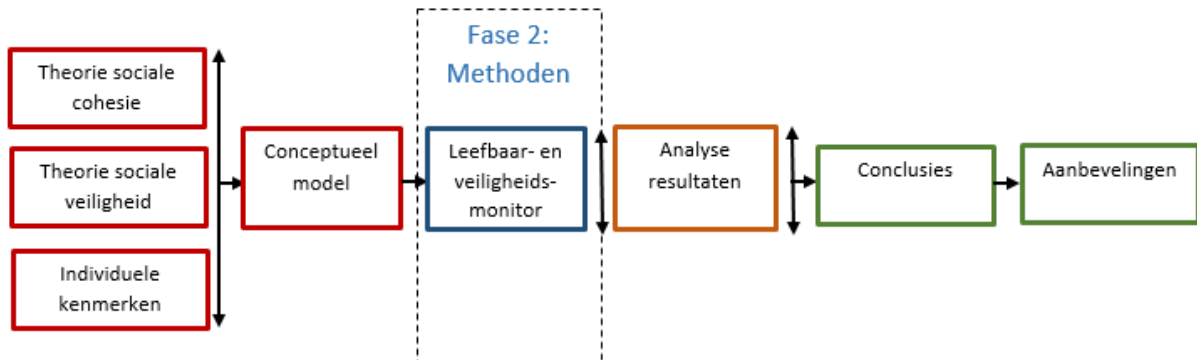 Fase 2:
Methoden
Theorie sociale
cohesie
Theorie sociale
veiligheid
Individuele
kenmerken
Conceptueel
model
Leefbaar- en
veiligheids-
monitor
Analyse
resultaten
Conclusies
Aanbevelingen